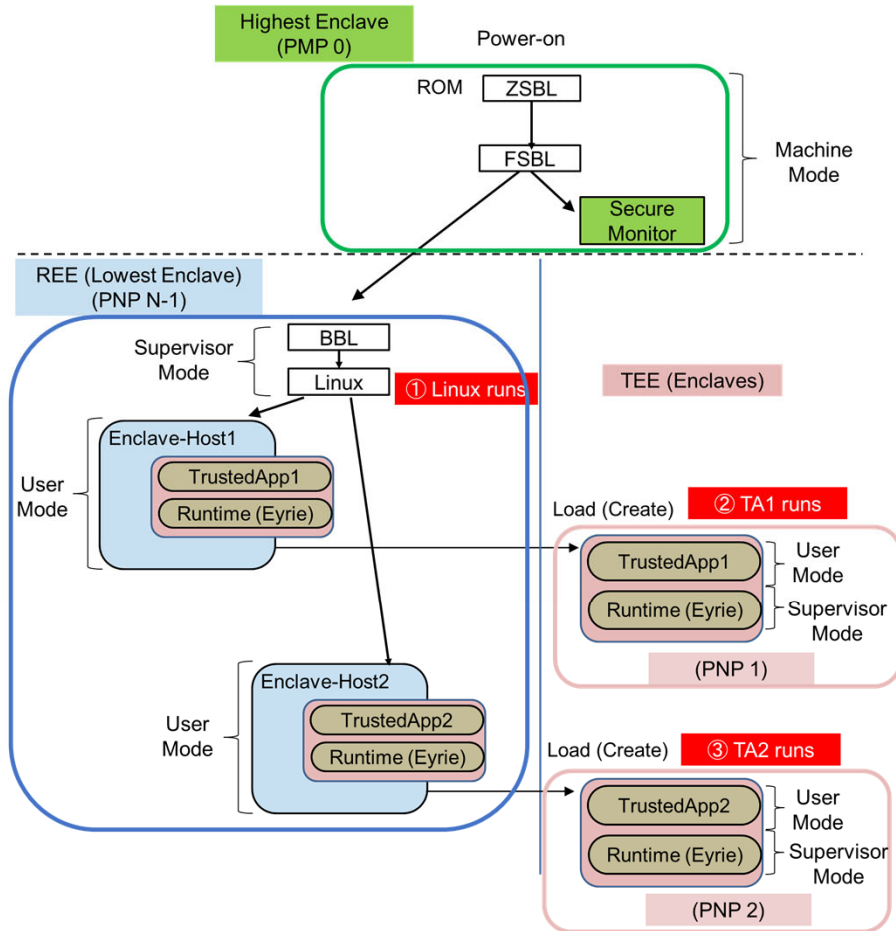 Highest Enclave
(PMP 0)
Power-on
ROM
ZSBL
FSBL
Machine
Mode
Secure
Monitor
REE (Lowest Enclave)
(PNP N-1)
BBL
Supervisor
Mode
Linux
① Linux runs
TEE (Enclaves)
Enclave-Host1
TrustedApp1
Runtime (Eyrie)
User
Mode
Load (Create)
② TA1 runs
TrustedApp1
User
Mode
Runtime (Eyrie)
Supervisor
Mode
(PNP 1)
Enclave-Host2
TrustedApp2
Runtime (Eyrie)
User
Mode
Load (Create)
③ TA2 runs
TrustedApp2
User
Mode
Runtime (Eyrie)
Supervisor
Mode
(PNP 2)